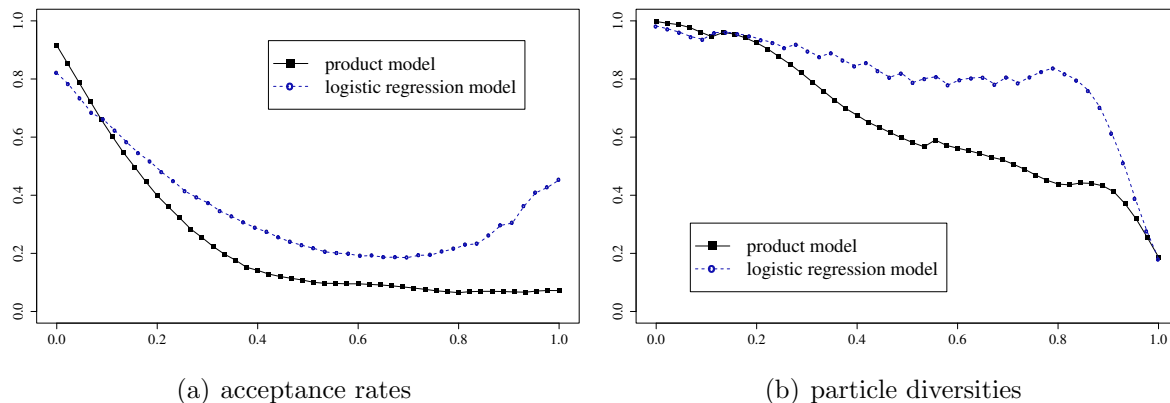 1.0
0.8
0.6
0.4
0.2
0.0
product model
logistic regression model
0.0 0.2 0.4 0.6 0.8 1.0
(a) acceptance rates
1.0
0.8
0.6
0.4
0.2
0.0
product model
logistic regression model
0.0 0.2 0.4 0.6 0.8 1.0
(b) particle diversities